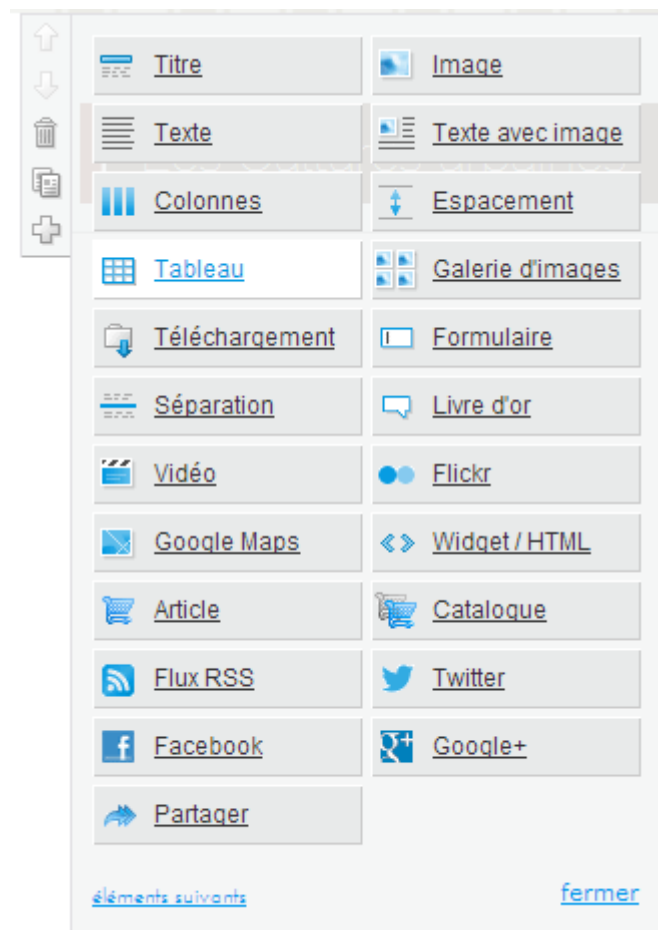 Titre
Image
Texte
Texte avec image
Colonnes
Espacement
Tableau
Galerie d'images
Téléchargement
Formulaire
Séparation
Livre d'or
Vidéo
Flickr
Google Maps
Widget / HTML
Article
Catalogue
Flux RSS
Twitter
Facebook
Google+
Partager
éléments suivants
fermer